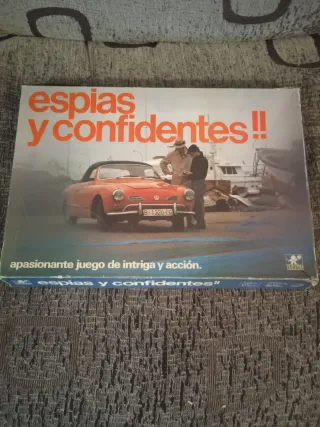 espias
y confidentes!!
apasionante juego de intriga y acción.
espias y confidentes!!